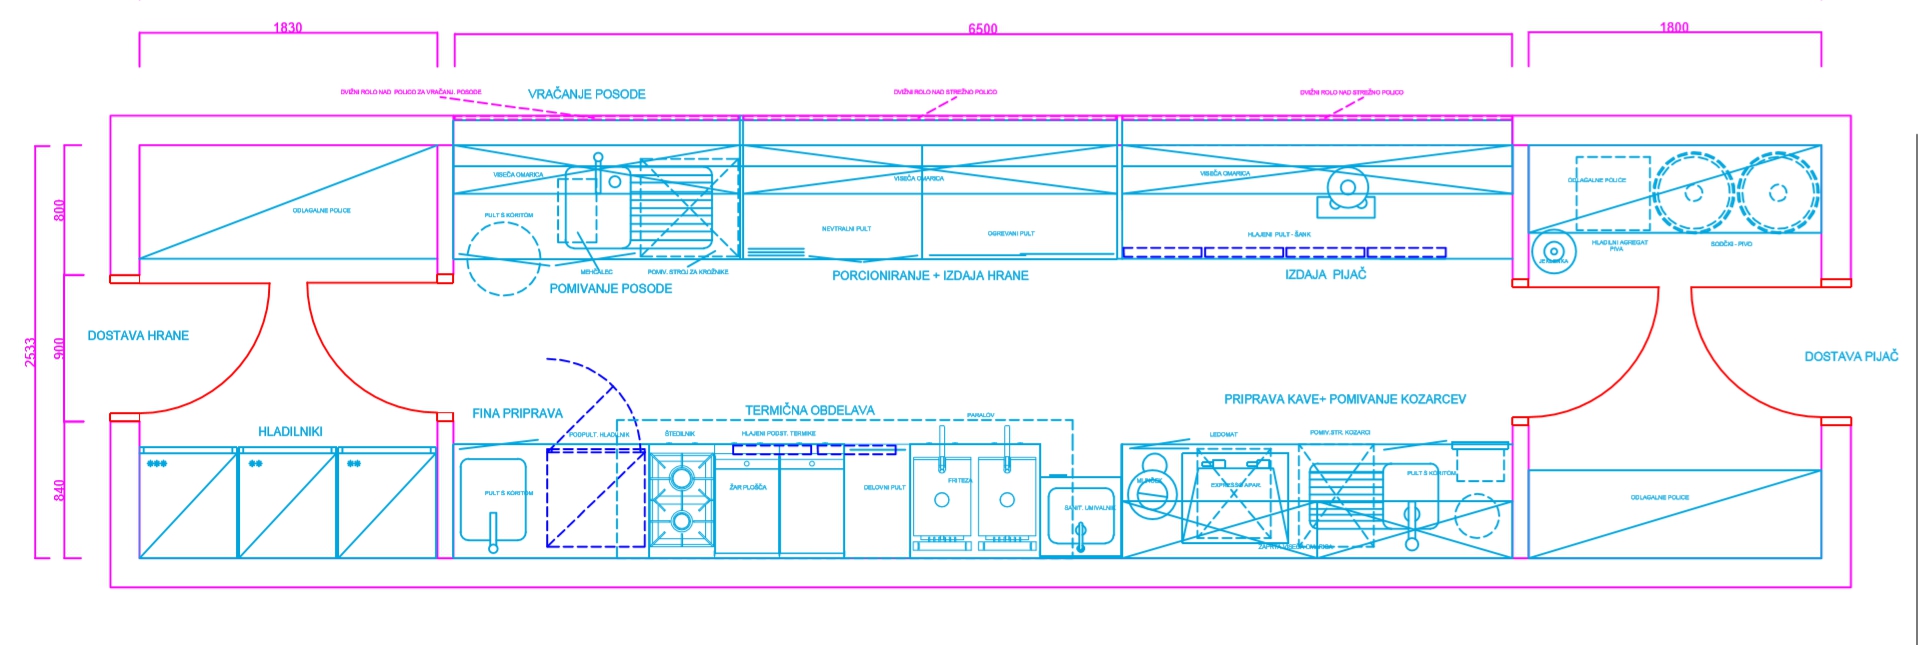 1830
6500
1800
DVIŽNI ROLO NAD POLICO ZA VRAČANJ. POSODE
VRAČANJE POSODE
DVIŽNI ROLO NAD STREŽNO POLICO
DVIŽNI ROLO NAD STREŽNO POLICO
800
ODLAGALNE POLICE
VISEČA OMARICA
VISEČA OMARICA
VISEČA OMARICA
ODLAGALNE POLICE
PULT S KORITOM
NEVTRALNI PULT
OGREVANI PULT
HLAJENI PULT - ŠANK
HLADILNI AGREGAT
PIVA
SODČKI - PIVO
MEHČALEC
POMIV. STROJ ZA KROŽNIKE
POMIVANJE POSODE
PORCIONIRANJE + IZDAJA HRANE
IZDAJA PIJAČ
2533
900
DOSTAVA HRANE
DOSTAVA PIJAČ
HLADILNIKI
FINA PRIPRAVA
TERMIČNA OBDELAVA
PARALOV
PRIPRAVA KAVE+ POMIVANJE KOZARCEV
PODPULT. HLADILNIK
ŠTEDILNIK
HLAJENI PODST. TERMIKE
LEDOMAT
POMIV.STR. KOZARCI
840
***
**
**
PULT S KORITOM
ŽAR PLOŠČA
DELOVNI PULT
FRITEZA
SANIT. UMIVALNIK
MLINČEK
EXPRESSO APAR.
PULT S KORITOM
ZAPRTA VISEČA OMARICA
ODLAGALNE POLICE